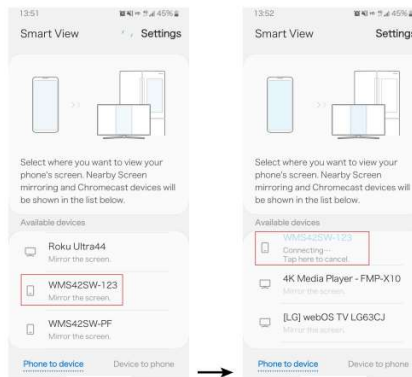 13:51
45%
Smart View
Settings
Select where you want to view your
phone's screen. Nearby Screen
mirroring and Chromecast devices will
be shown in the list below.
Available devices
Roku Ultra44
Mirror the screen.
WMS42SW-123
Mirror the screen.
WMS42SW-PF
Mirror the screen.
Phone to device
Device to phone
13:52
45%
Smart View
Settings
Select where you want to view your
phone's screen. Nearby Screen
mirroring and Chromecast devices will
be shown in the list below.
Available devices
WMS42SW-123
Connecting...
Tap here to cancel.
4K Media Player - FMP-X10
Mirror the screen.
[LG] webOS TV LG63CJ
Mirror the screen.
Phone to device
Device to phone